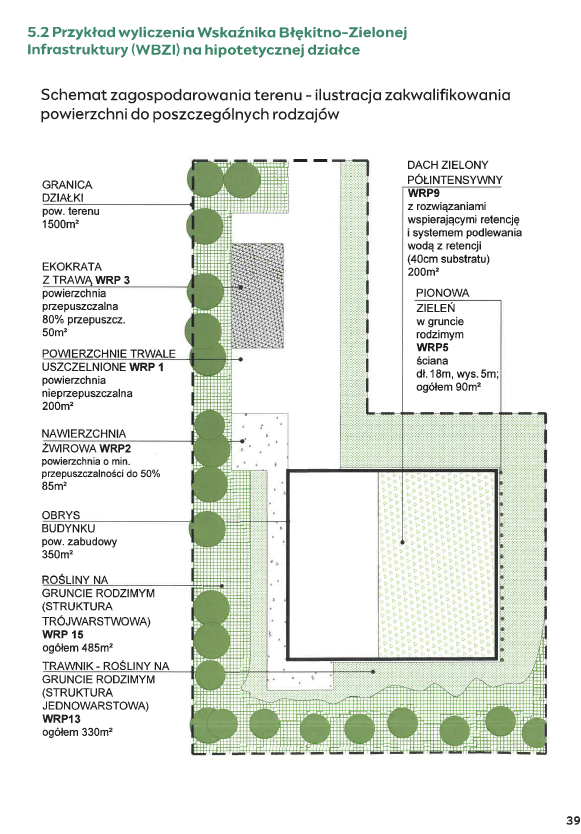 5.2 Przykład wyliczenia Wskaźnika Błękitno-Zielonej
Infrastruktury (WBZI) na hipotetycznej działce
Schemat zagospodarowania terenu - ilustracja zakwalifikowania
powierzchni do poszczególnych rodzajów
GRANICA
DZIAŁKI
pow. terenu
1500m²
EKOKRATA
Z TRAWĄ WRP 3
powierzchnia
przepuszczalna
80% przepuszcz.
50m²
POWIERZCHNIE TRWALE
USZCZELNIONE WRP 1
powierzchnia
nieprzepuszczalna
200m²
NAWIERZCHNIA
ŻWIROWA WRP2
powierzchnia o min.
przepuszczalności do 50%
85m²
OBRYS
BUDYNKU
pow. zabudowy
350m²
ROŚLINY NA
GRUNCIE RODZIMYM
(STRUKTURA
TRÓJWARSTWOWA)
WRP 15
ogółem 485m²
TRAWNIK - ROŚLINY NA
GRUNCIE RODZIMYM
(STRUKTURA
JEDNOWARSTOWA)
WRP13
ogółem 330m²
DACH ZIELONY
PÓŁINTENSYWNY
WRP9
z rozwiązaniami
wspierającymi retencję
i systemem podlewania
wodą z retencji
(40cm substratu)
200m²
PIONOWA
ZIELEŃ
w gruncie
rodzimym
WRP5
ściana
dł. 18m, wys. 5m;
ogółem 90m²
39